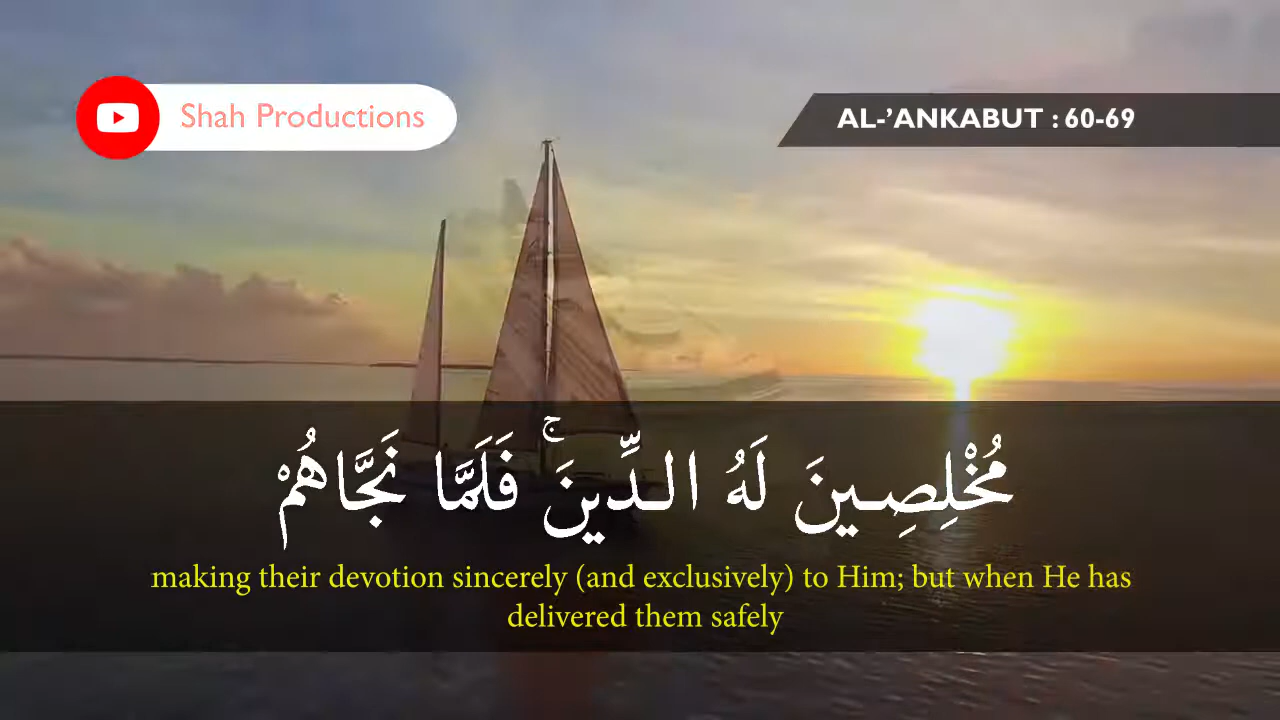 Shah Productions
AL-’ANKABUT : 60-69
مُخْلِصِينَ لَهُ الدِّينَ ۚ فَلَمَّا نَجَّاهُمْ
making their devotion sincerely (and exclusively) to Him; but when He has
delivered them safely